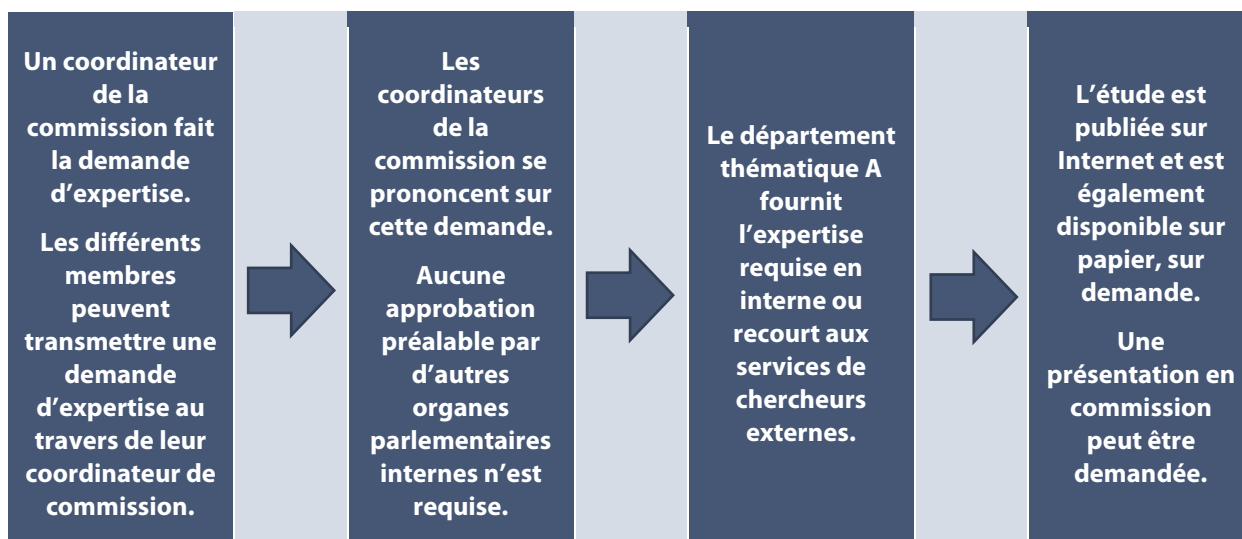 Un coordinateur
de la
commission fait
la demande
d’expertise.
Les différents
membres
peuvent
transmettre une
demande
d’expertise au
travers de leur
coordinateur de
commission.
Les
coordinateurs
de la
commission se
prononcent sur
cette demande.
Aucune
approbation
préalable par
d’autres
organes
parlementaires
internes n’est
requise.
Le département
thématique A
fournit
l’expertise
requise en
interne ou
recourt aux
services de
chercheurs
externes.
L’étude est
publiée sur
Internet et est
également
disponible sur
papier, sur
demande.
Une
présentation en
commission
peut être
demandée.